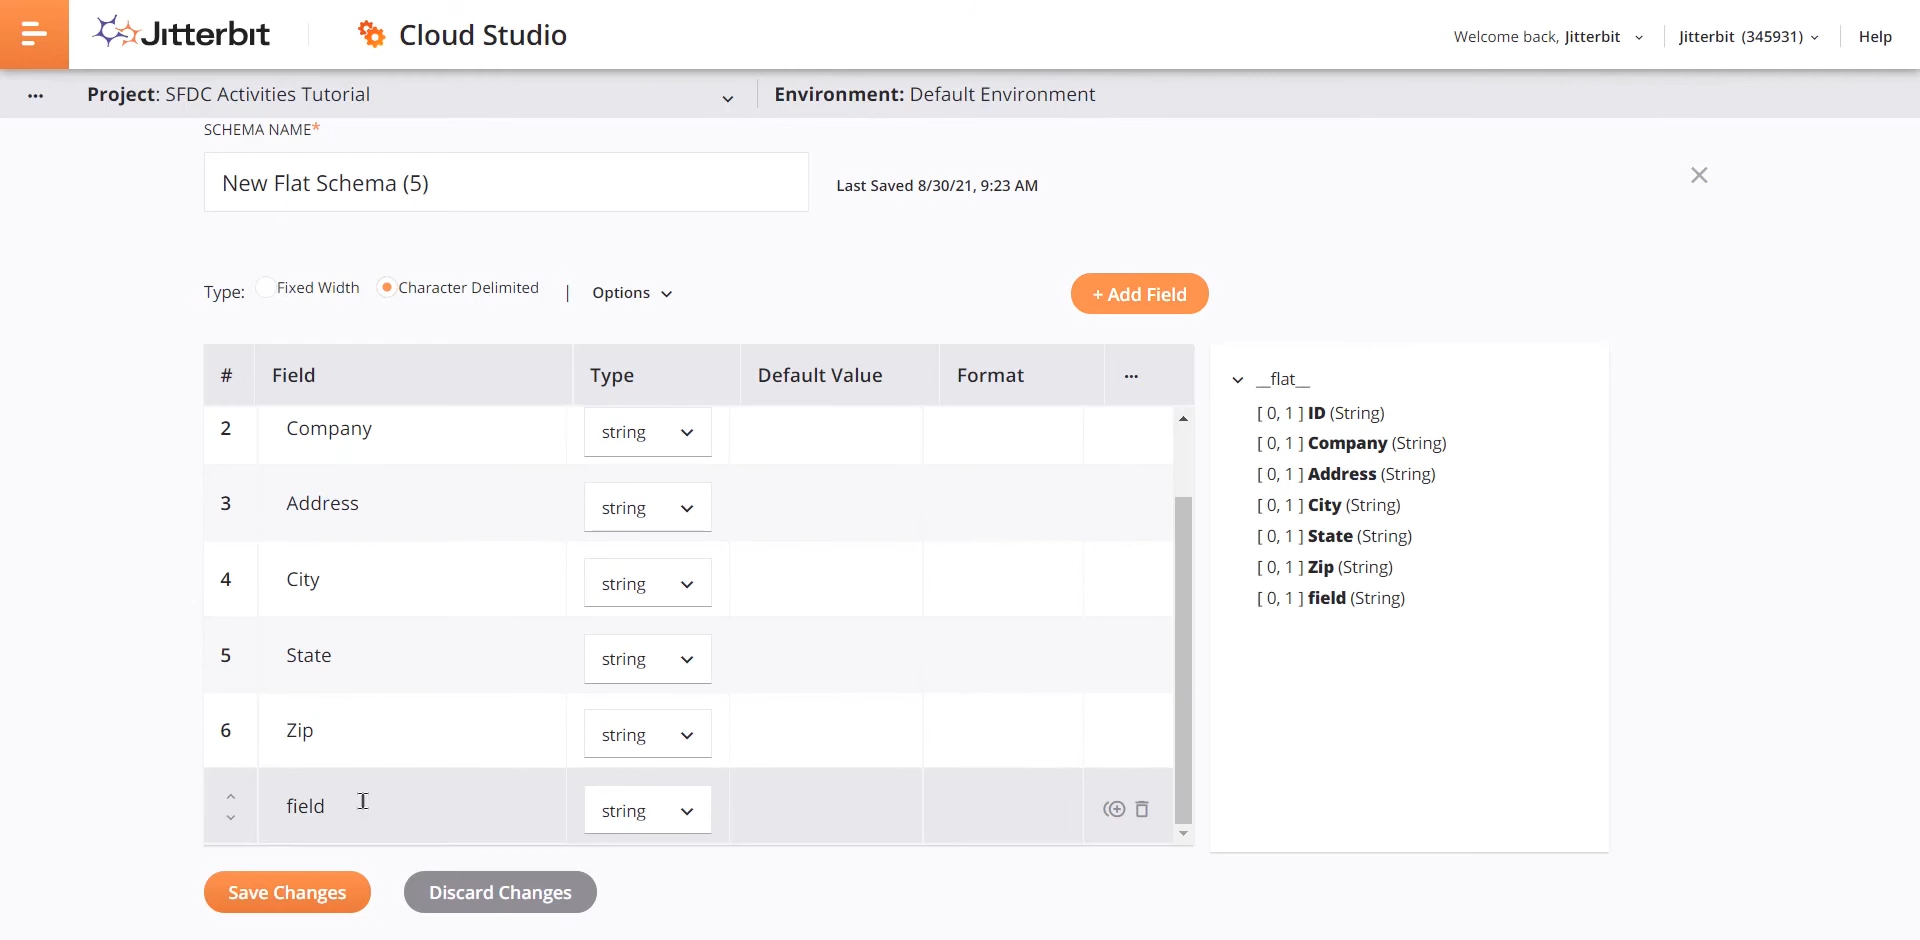 Jitterbit
Cloud Studio
Welcome back, Jitterbit
Jitterbit (345931)
Help
... Project: SFDC Activities Tutorial
Environment: Default Environment
SCHEMA NAME*
New Flat Schema (5)
Last Saved 8/30/21, 9:23 AM
Type: Fixed Width Character Delimited | Options
+ Add Field
# Field Type Default Value Format ...
2 Company string
3 Address string
4 City string
5 State string
6 Zip string
field string
__flat__
[ 0, 1 ] ID (String)
[ 0, 1 ] Company (String)
[ 0, 1 ] Address (String)
[ 0, 1 ] City (String)
[ 0, 1 ] State (String)
[ 0, 1 ] Zip (String)
[ 0, 1 ] field (String)
Save Changes
Discard Changes